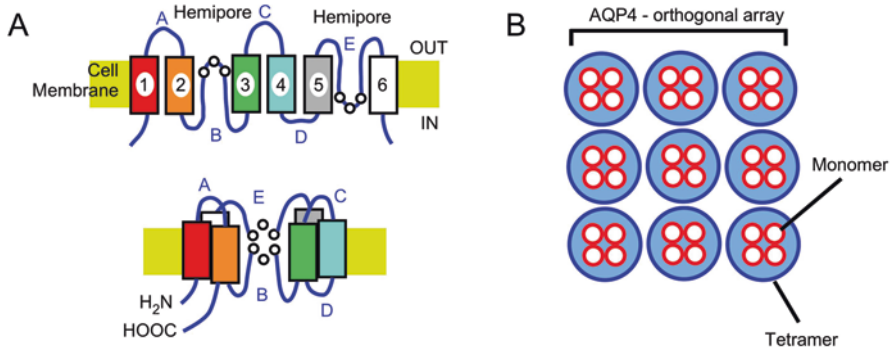 A
Hemipore
Hemipore
A
C
E
OUT
Cell
Membrane
1
2
3
4
5
6
IN
B
D
A
E
C
B
D
H₂N
HOOC
B
AQP4 - orthogonal array
Monomer
Tetramer